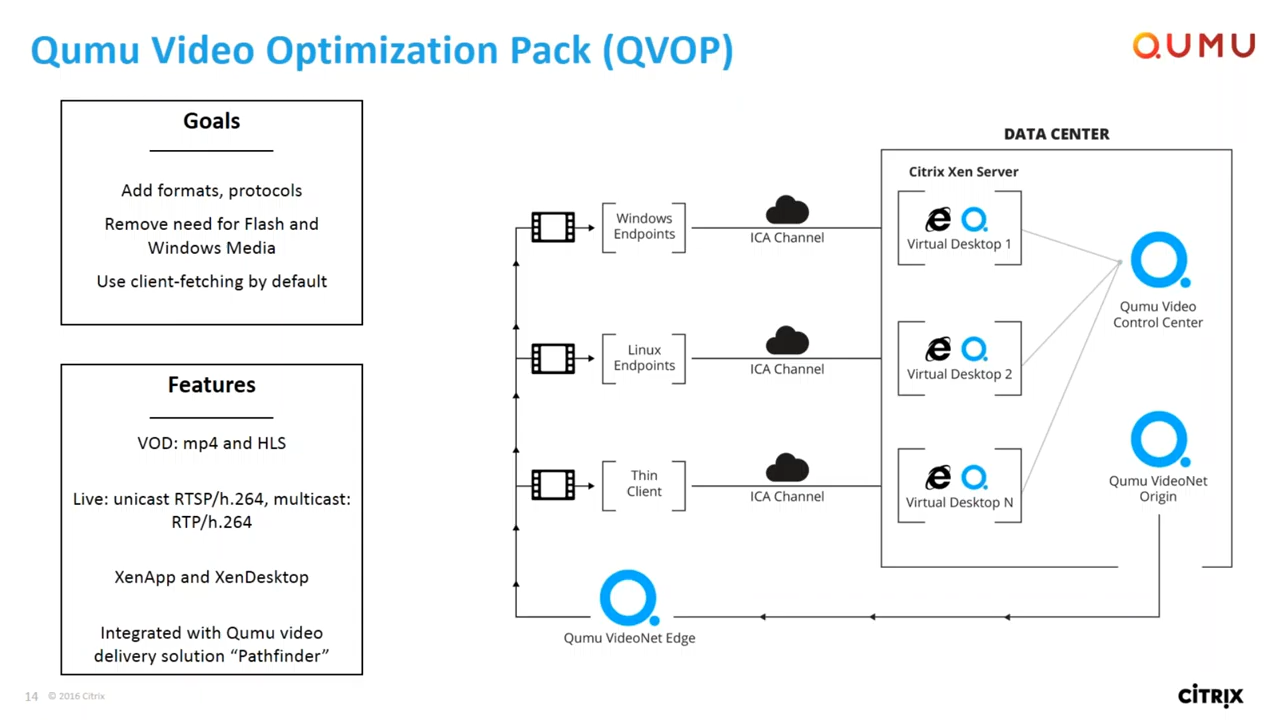 Qumu Video Optimization Pack (QVOP)
QUMU
Goals
Add formats, protocols
Remove need for Flash and
Windows Media
Use client-fetching by default
Features
VOD: mp4 and HLS
Live: unicast RTSP/h.264, multicast:
RTP/h.264
XenApp and XenDesktop
Integrated with Qumu video
delivery solution “Pathfinder”
DATA CENTER
Citrix Xen Server
Windows
Endpoints
ICA Channel
Virtual Desktop 1
Qumu Video
Control Center
Linux
Endpoints
ICA Channel
Virtual Desktop 2
Thin
Client
ICA Channel
Virtual Desktop N
Qumu VideoNet
Origin
Qumu VideoNet Edge
14 © 2016 Citrix
CITRIX